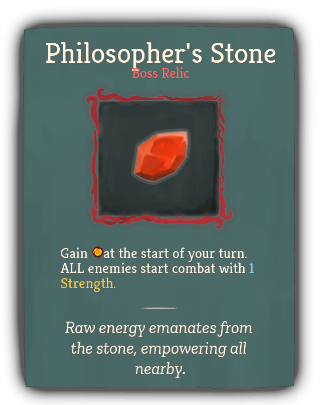 Philosopher's Stone
Boss Relic
Gain at the start of your turn.
ALL enemies start combat with 1
Strength.
Raw energy emanates from
the stone, empowering all
nearby.